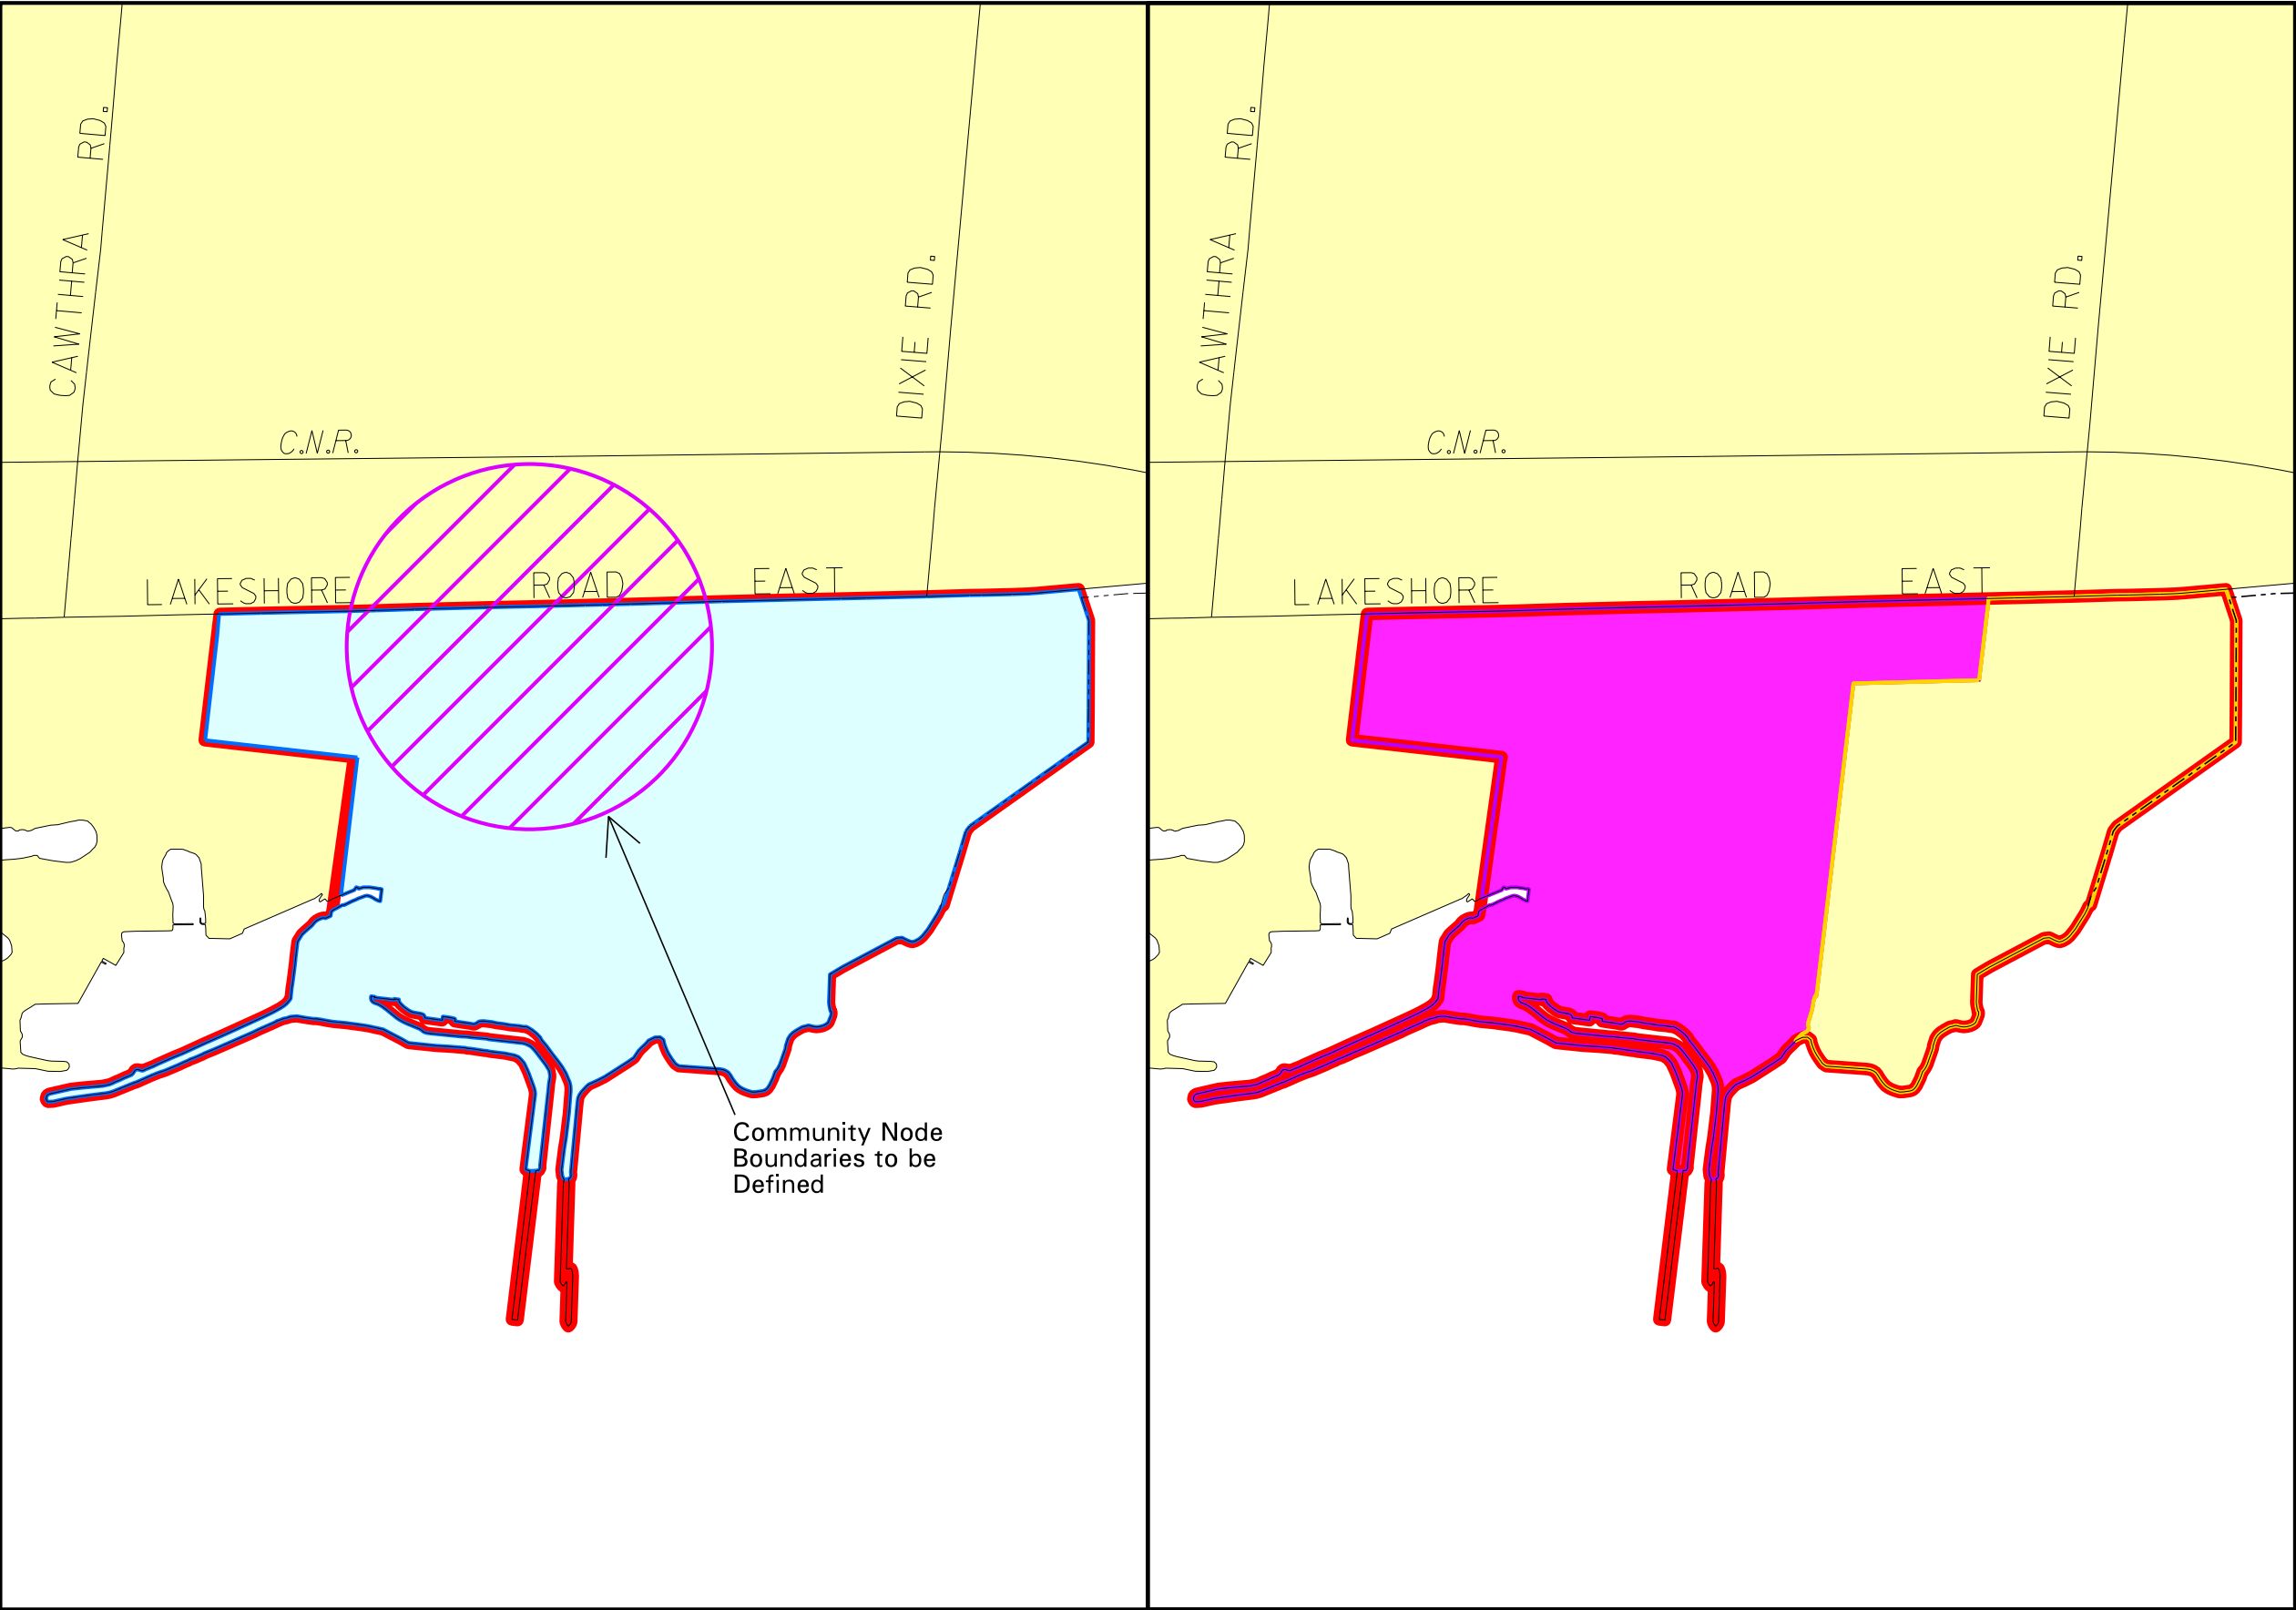 CAWTHRA RD.
DIXIE RD.
C.N.R.
LAKESHORE ROAD EAST
Community Node
Boundaries to be
Defined
CAWTHRA RD.
DIXIE RD.
C.N.R.
LAKESHORE ROAD EAST